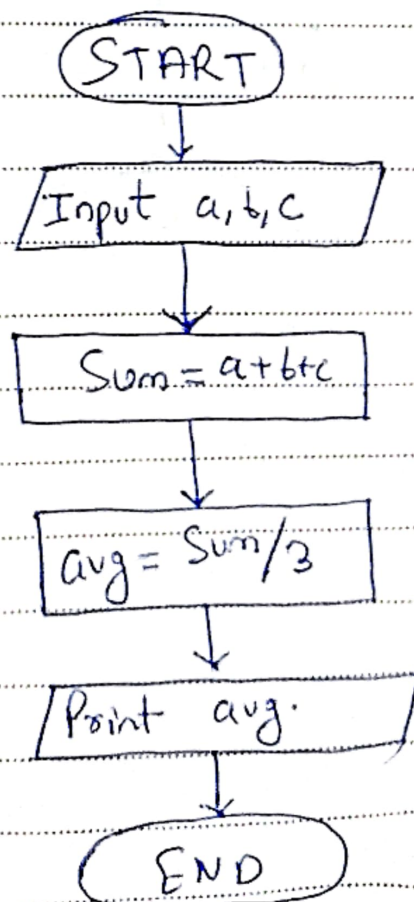 START
Input a, b, c
Sum = a+b+c
avg = Sum/3
Print avg.
END